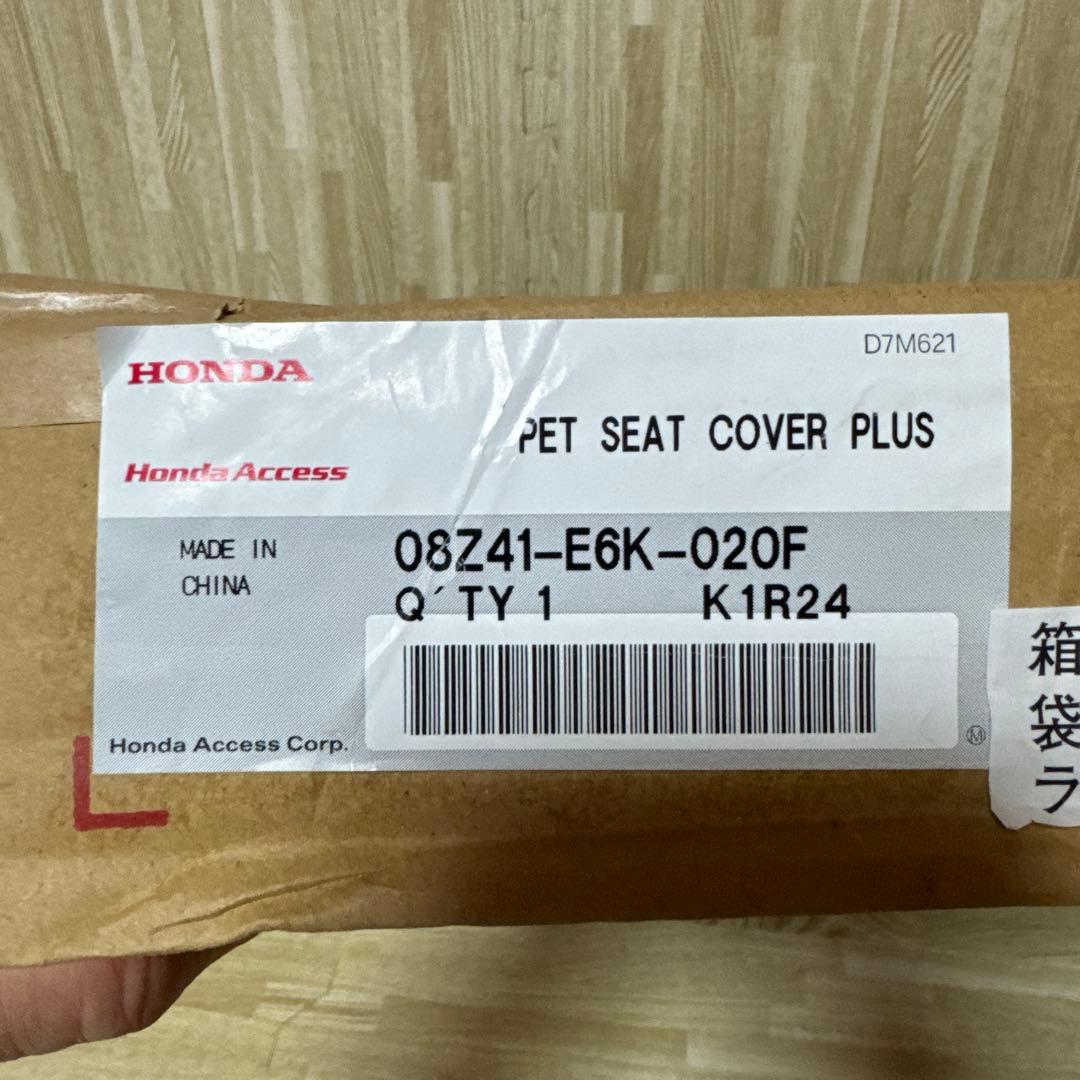 HONDA
D7M621
PET SEAT COVER PLUS
Honda Access
MADE IN
CHINA
08Z41-E6K-020F
Q'TY 1 K1R24
Honda Access Corp.
M
箱
袋
ラ